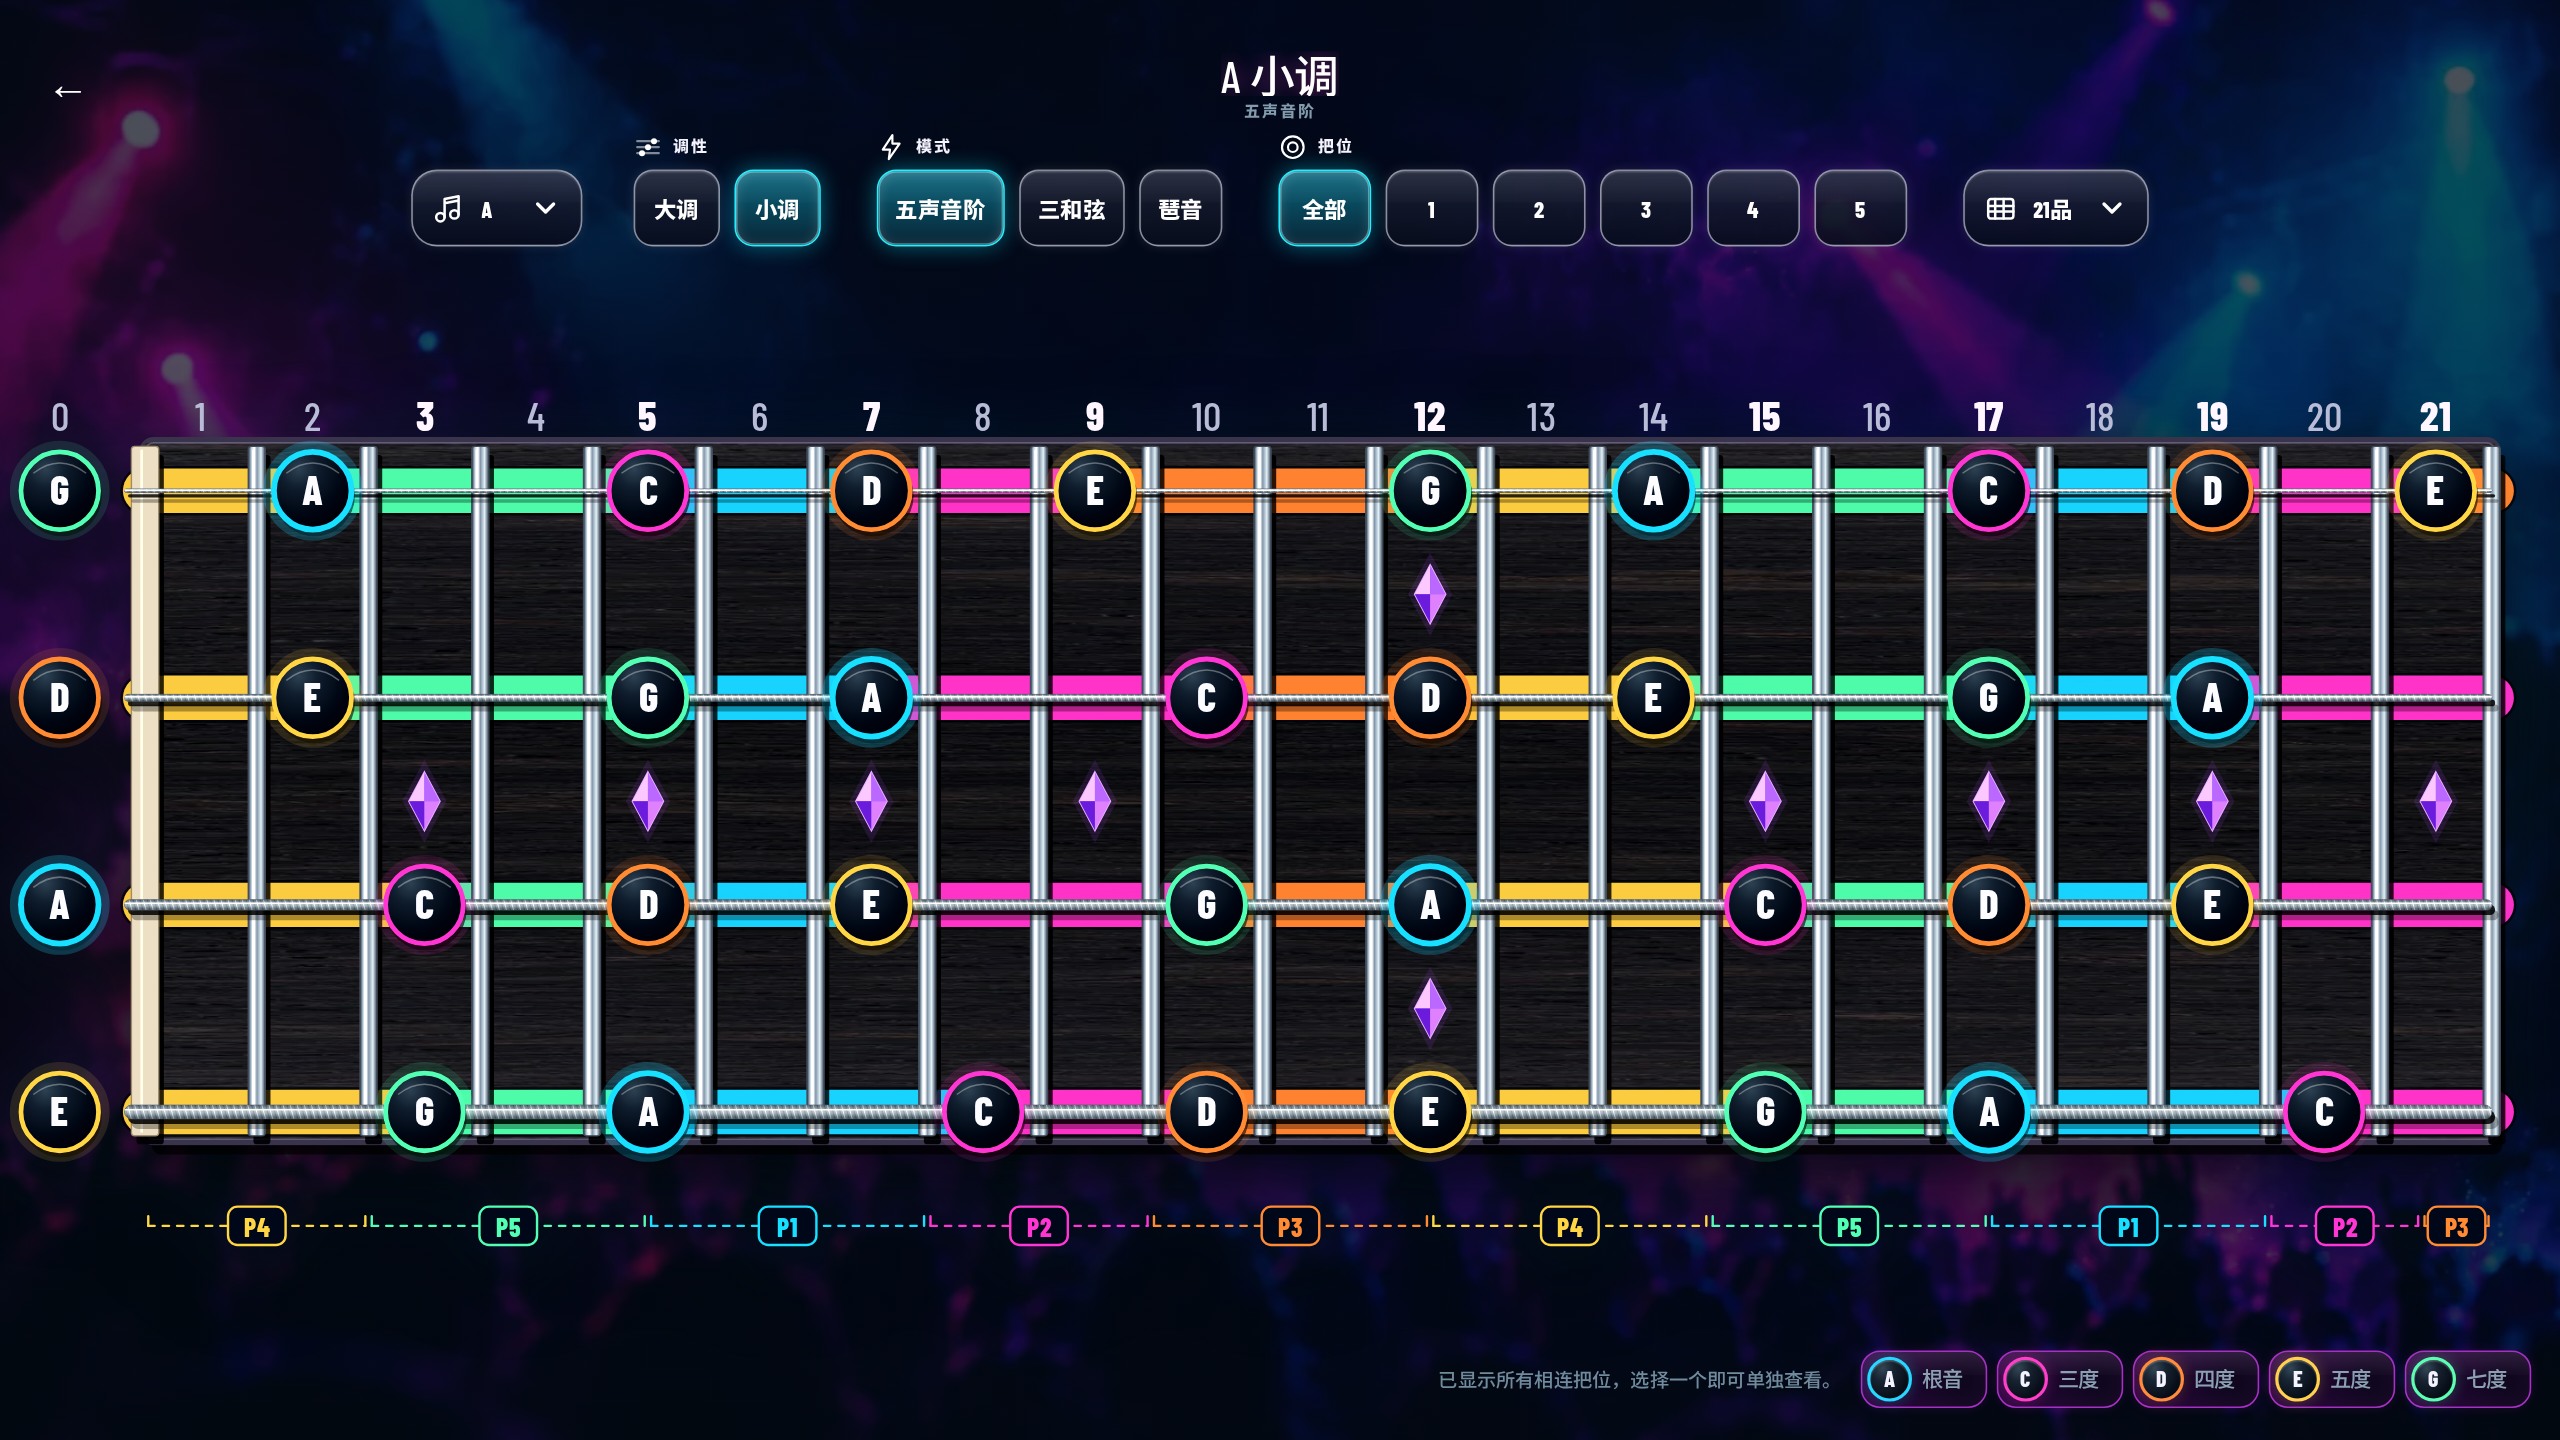 ←
A 小调
五声音阶
调性 模式 把位
A 大调 小调 五声音阶 三和弦 琶音 全部 1 2 3 4 5 21品
0 1 2 3 4 5 6 7 8 9 10 11 12 13 14 15 16 17 18 19 20 21
G A C D E G A C D E
D E G A C D E G A
A C D E G A C D E
E G A C D E G A C
P4 P5 P1 P2 P3 P4 P5 P1 P2 P3
已显示所有相连把位，选择一个即可单独查看。 A 根音 C 三度 D 四度 E 五度 G 七度